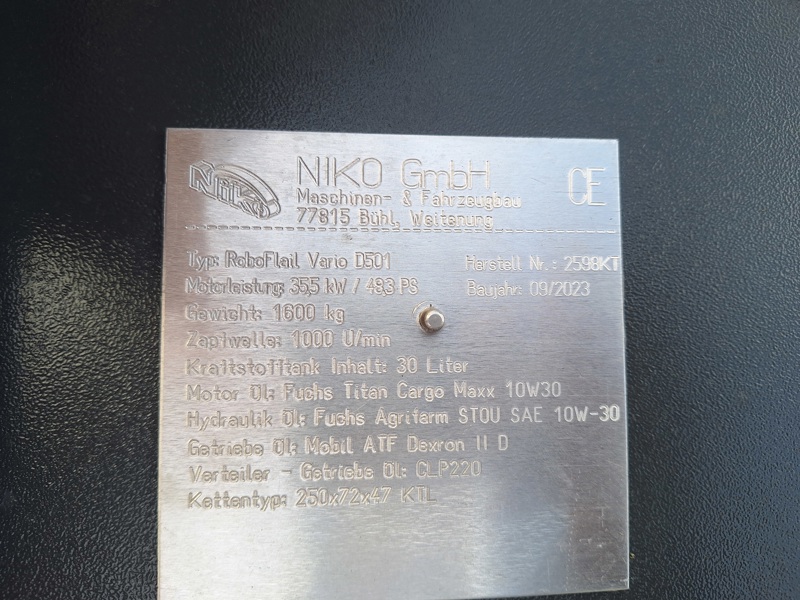 Niko
NIKO GmbH
Maschinen- & Fahrzeugbau
77815 Bühl, Weitenung
CE
Typ: RoboFlail Vario D501
Herstell Nr.: 2598KT
Motorleistung: 35,5 kW / 48,3 PS
Baujahr: 09/2023
Gewicht: 1600 kg
Zapfwelle: 1000 U/min
Kraftstofftank Inhalt: 30 Liter
Motor Öl: Fuchs Titan Cargo Maxx 10W30
Hydraulik Öl: Fuchs Agrifarm STOU SAE 10W-30
Getriebe Öl: Mobil ATF Dexron II D
Verteiler - Getriebe Öl: CLP220
Kettentyp: 250x72x47 KTL